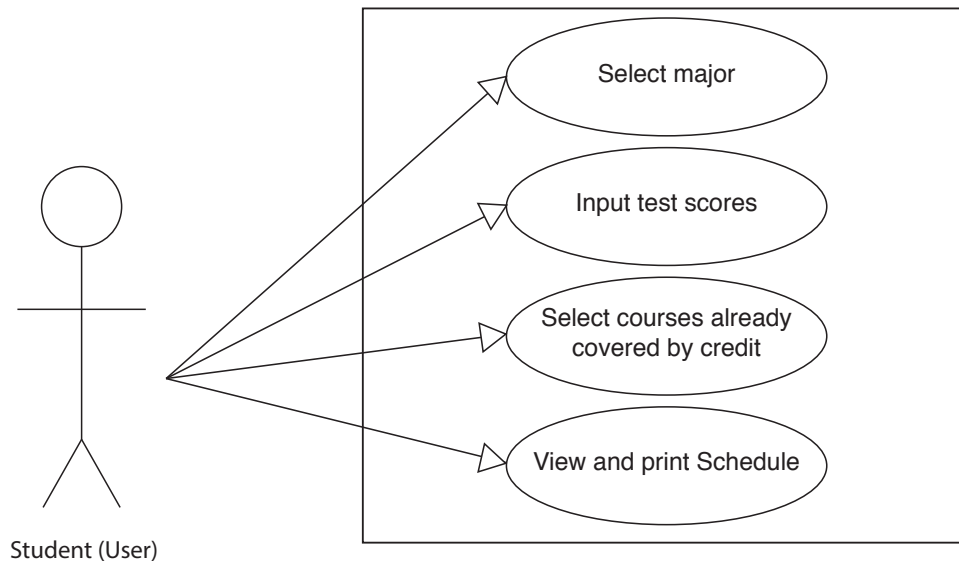 Select major
Input test scores
Select courses already
covered by credit
View and print Schedule
Student (User)